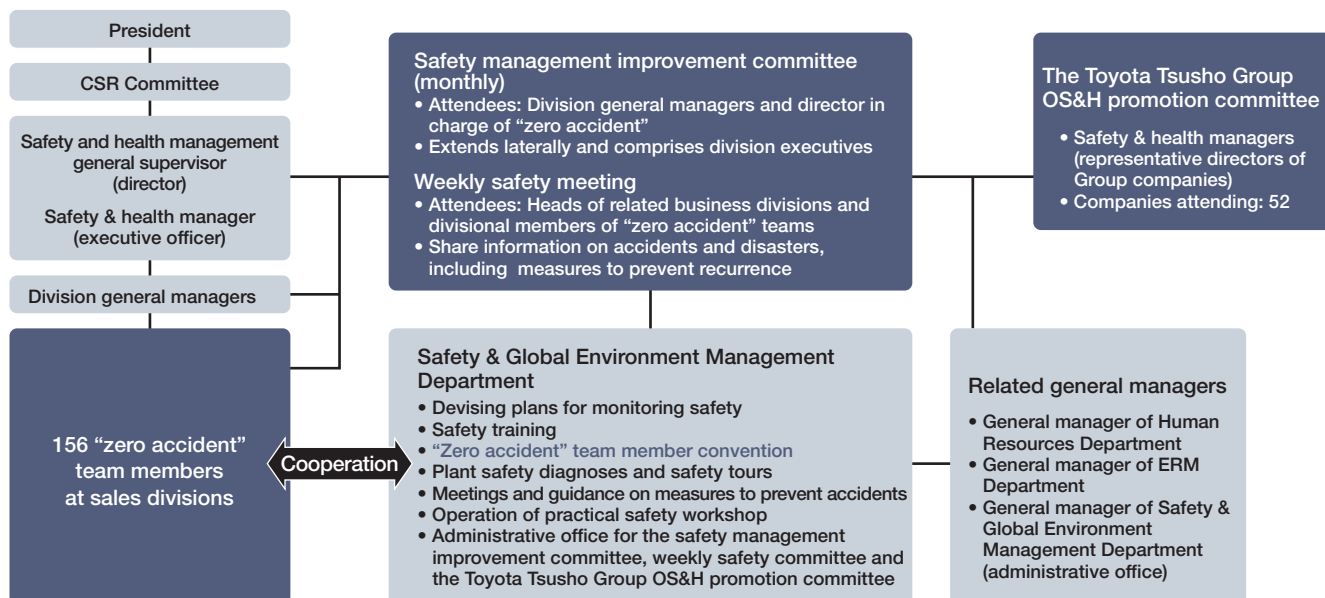 President
CSR Committee
Safety and health management
general supervisor
(director)
Safety & health manager
(executive officer)
Division general managers
156 “zero accident”
team members
at sales divisions
Cooperation
Safety management improvement committee
(monthly)
• Attendees: Division general managers and director in
charge of “zero accident”
• Extends laterally and comprises division executives
Weekly safety meeting
• Attendees: Heads of related business divisions and
divisional members of “zero accident” teams
• Share information on accidents and disasters,
including  measures to prevent recurrence
Safety & Global Environment Management
Department
• Devising plans for monitoring safety
• Safety training
• “Zero accident” team member convention
• Plant safety diagnoses and safety tours
• Meetings and guidance on measures to prevent accidents
• Operation of practical safety workshop
• Administrative office for the safety management
improvement committee, weekly safety committee and
the Toyota Tsusho Group OS&H promotion committee
The Toyota Tsusho Group
OS&H promotion committee
• Safety & health managers
(representative directors of
Group companies)
• Companies attending: 52
Related general managers
• General manager of Human
Resources Department
• General manager of ERM
Department
• General manager of Safety &
Global Environment
Management Department
(administrative office)